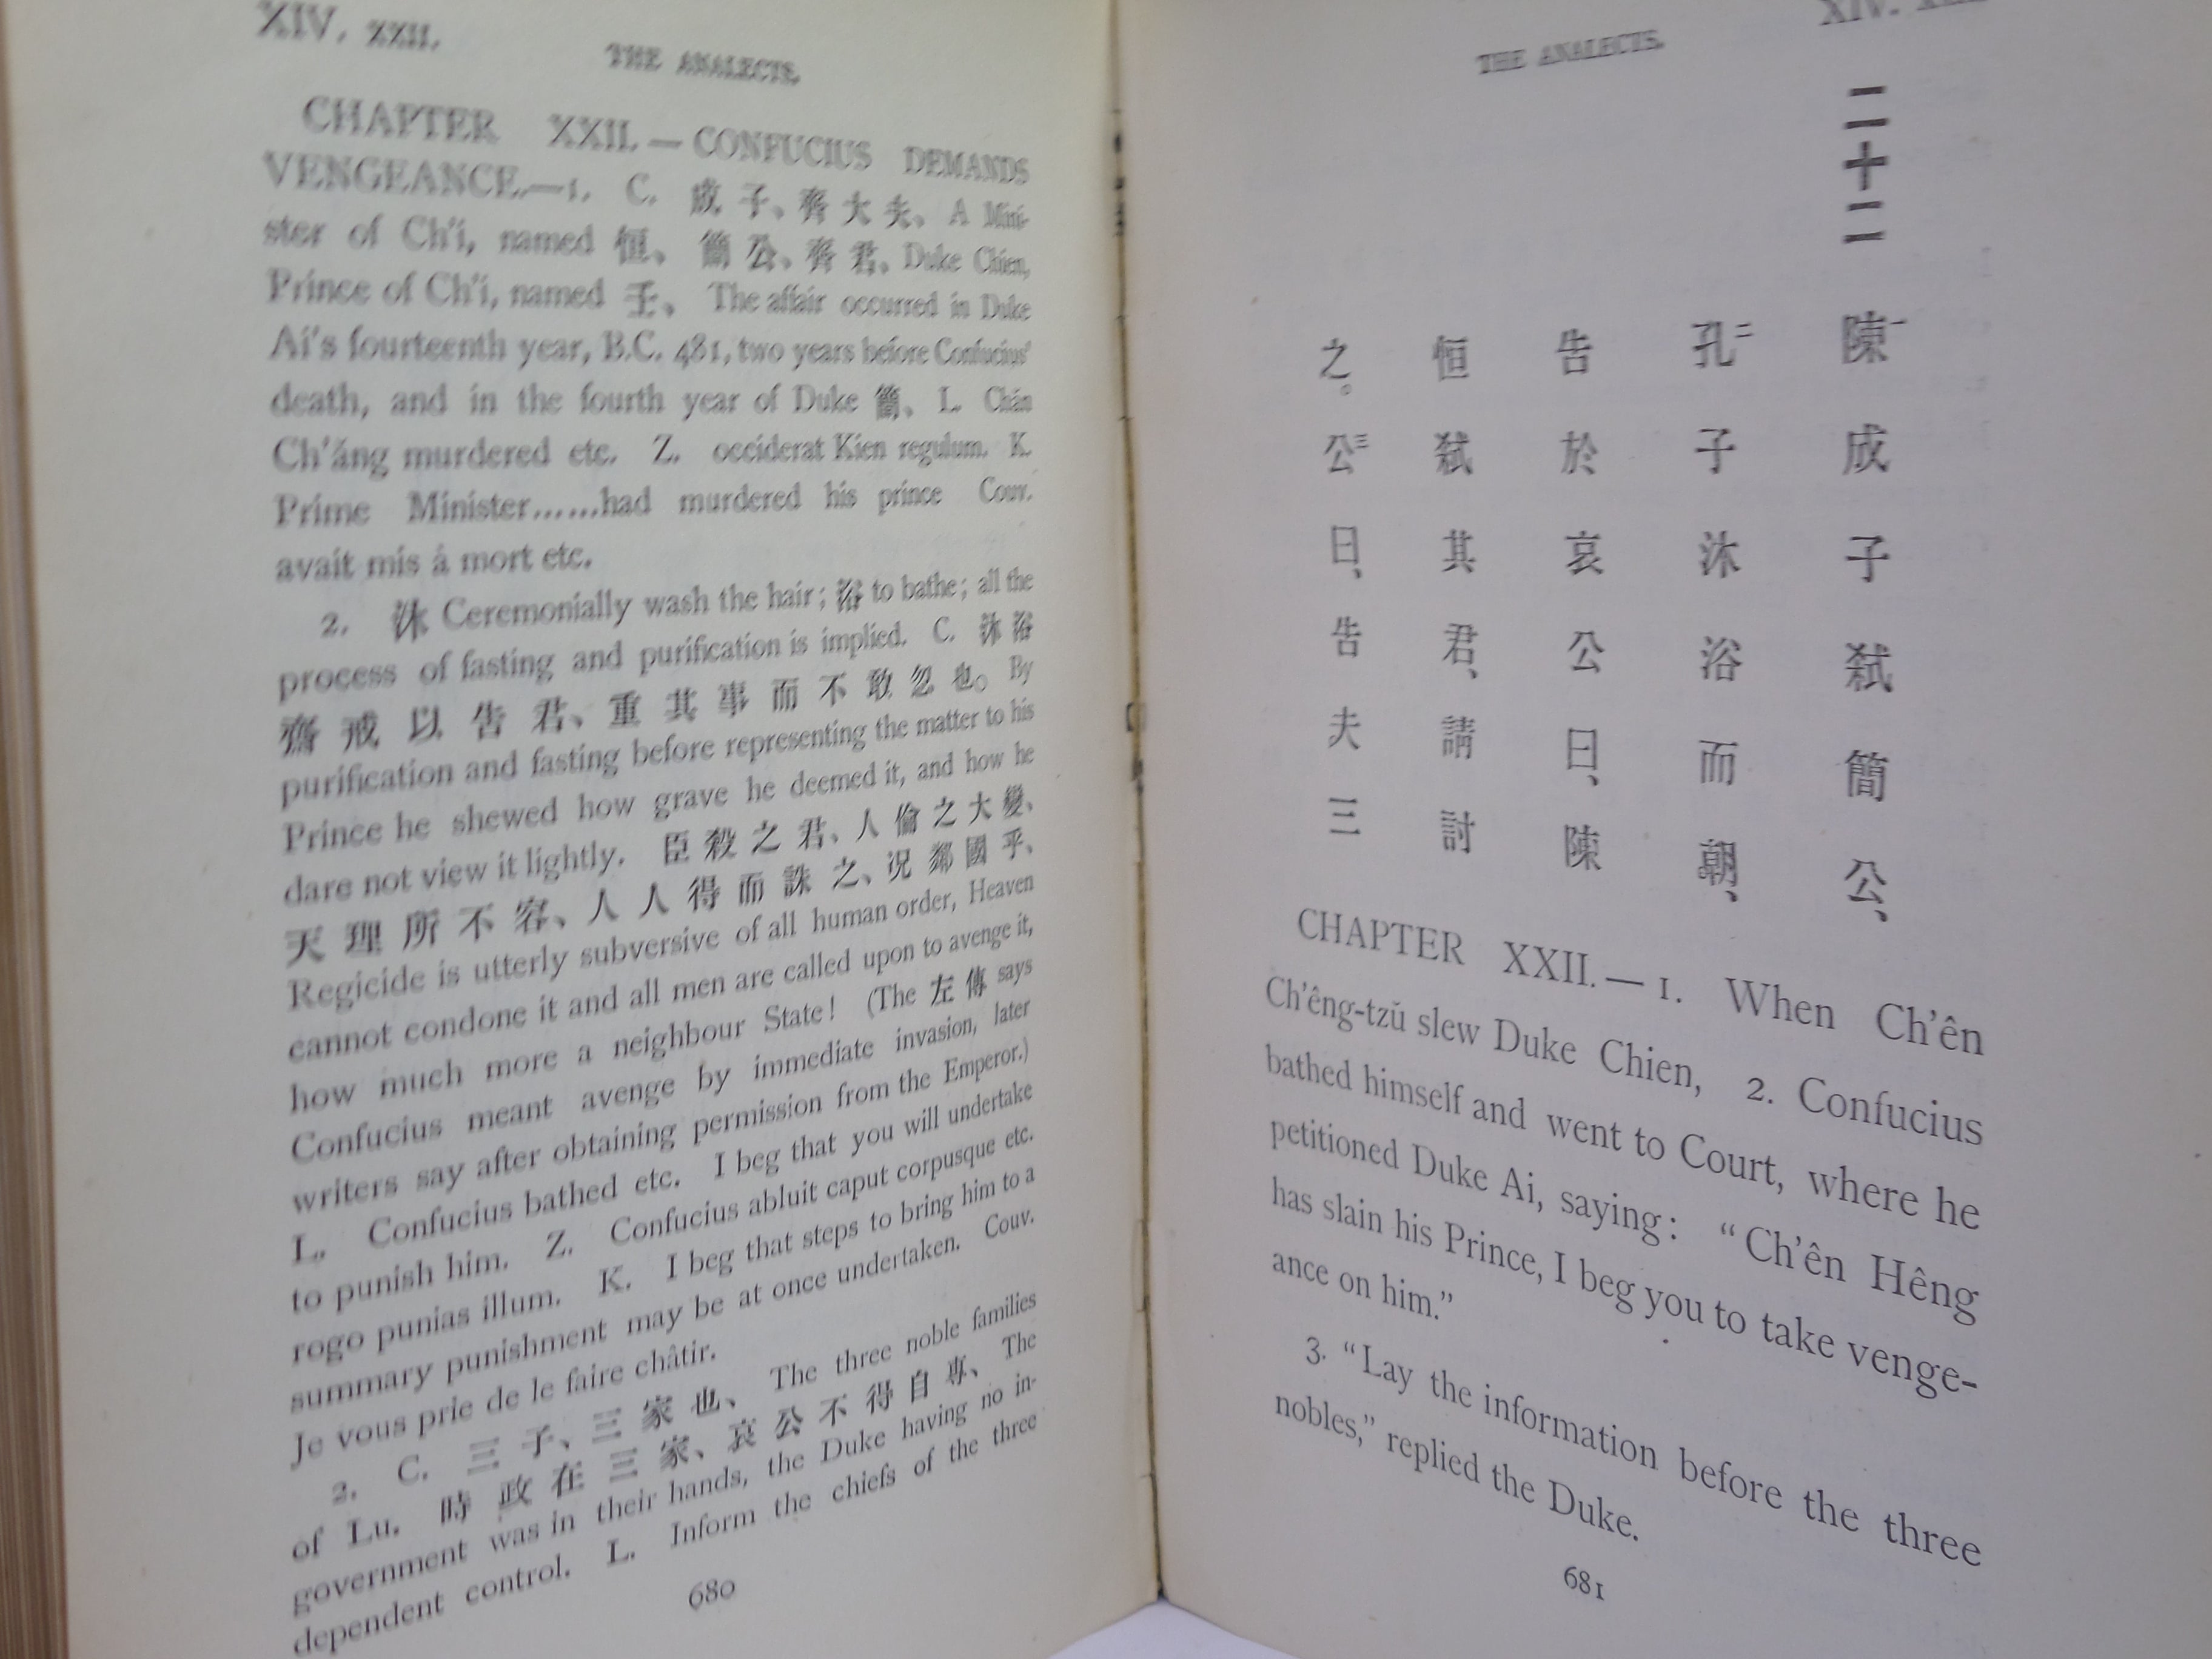 XIV. XXII.
THE ANALECTS.
CHAPTER XXII.—CONFUCIUS DEMANDS
VENGEANCE.—1. C. 成子、齊大夫、 A Mini-
ster of Ch'i, named 恒、 簡公、齊君、 Duke Chien,
Prince of Ch'i, named 壬、 The affair occurred in Duke
Ai's fourteenth year, B.C. 481, two years before Confucius'
death, and in the fourth year of Duke 簡、 L. Chăn
Ch'ăng murdered etc. Z. occiderat Kien regulum. K.
Prime Minister......had murdered his prince Couv.
avait mis á mort etc.
2. 沐 Ceremonially wash the hair; 浴 to bathe; all the
process of fasting and purification is implied. C. 沐浴
齋戒以告君、重其事而不敢忽也。 By
purification and fasting before representing the matter to his
Prince he shewed how grave he deemed it, and how he
dare not view it lightly. 臣殺之君、人倫之大變、
天理所不容、人人得而誅之、況鄰國乎、
Regicide is utterly subversive of all human order, Heaven
cannot condone it and all men are called upon to avenge it,
how much more a neighbour State! (The 左傳 says
Confucius meant avenge by immediate invasion, later
writers say after obtaining permission from the Emperor.)
L. Confucius bathed etc. I beg that you will undertake
to punish him. Z. Confucius abluit caput corpusque etc.
rogo punias illum. K. I beg that steps to bring him to a
summary punishment may be at once undertaken. Couv.
Je vous prie de le faire châtir.
3. C. 三子、三家也、 The three noble families
of Lu. 時政在三家、哀公不得自專、 The
government was in their hands, the Duke having no in-
dependent control. L. Inform the chiefs of the three
680
THE ANALECTS.
XIV.
二十二
一陳成子弒簡公、
二孔子沐浴而朝、
告於哀公曰、陳
恒弒其君、請討
之。三公曰、告夫三
CHAPTER XXII.—1. When Ch'ên
Ch'êng-tzŭ slew Duke Chien, 2. Confucius
bathed himself and went to Court, where he
petitioned Duke Ai, saying: "Ch'ên Hêng
has slain his Prince, I beg you to take venge-
ance on him."
3. "Lay the information before the three
nobles," replied the Duke.
681